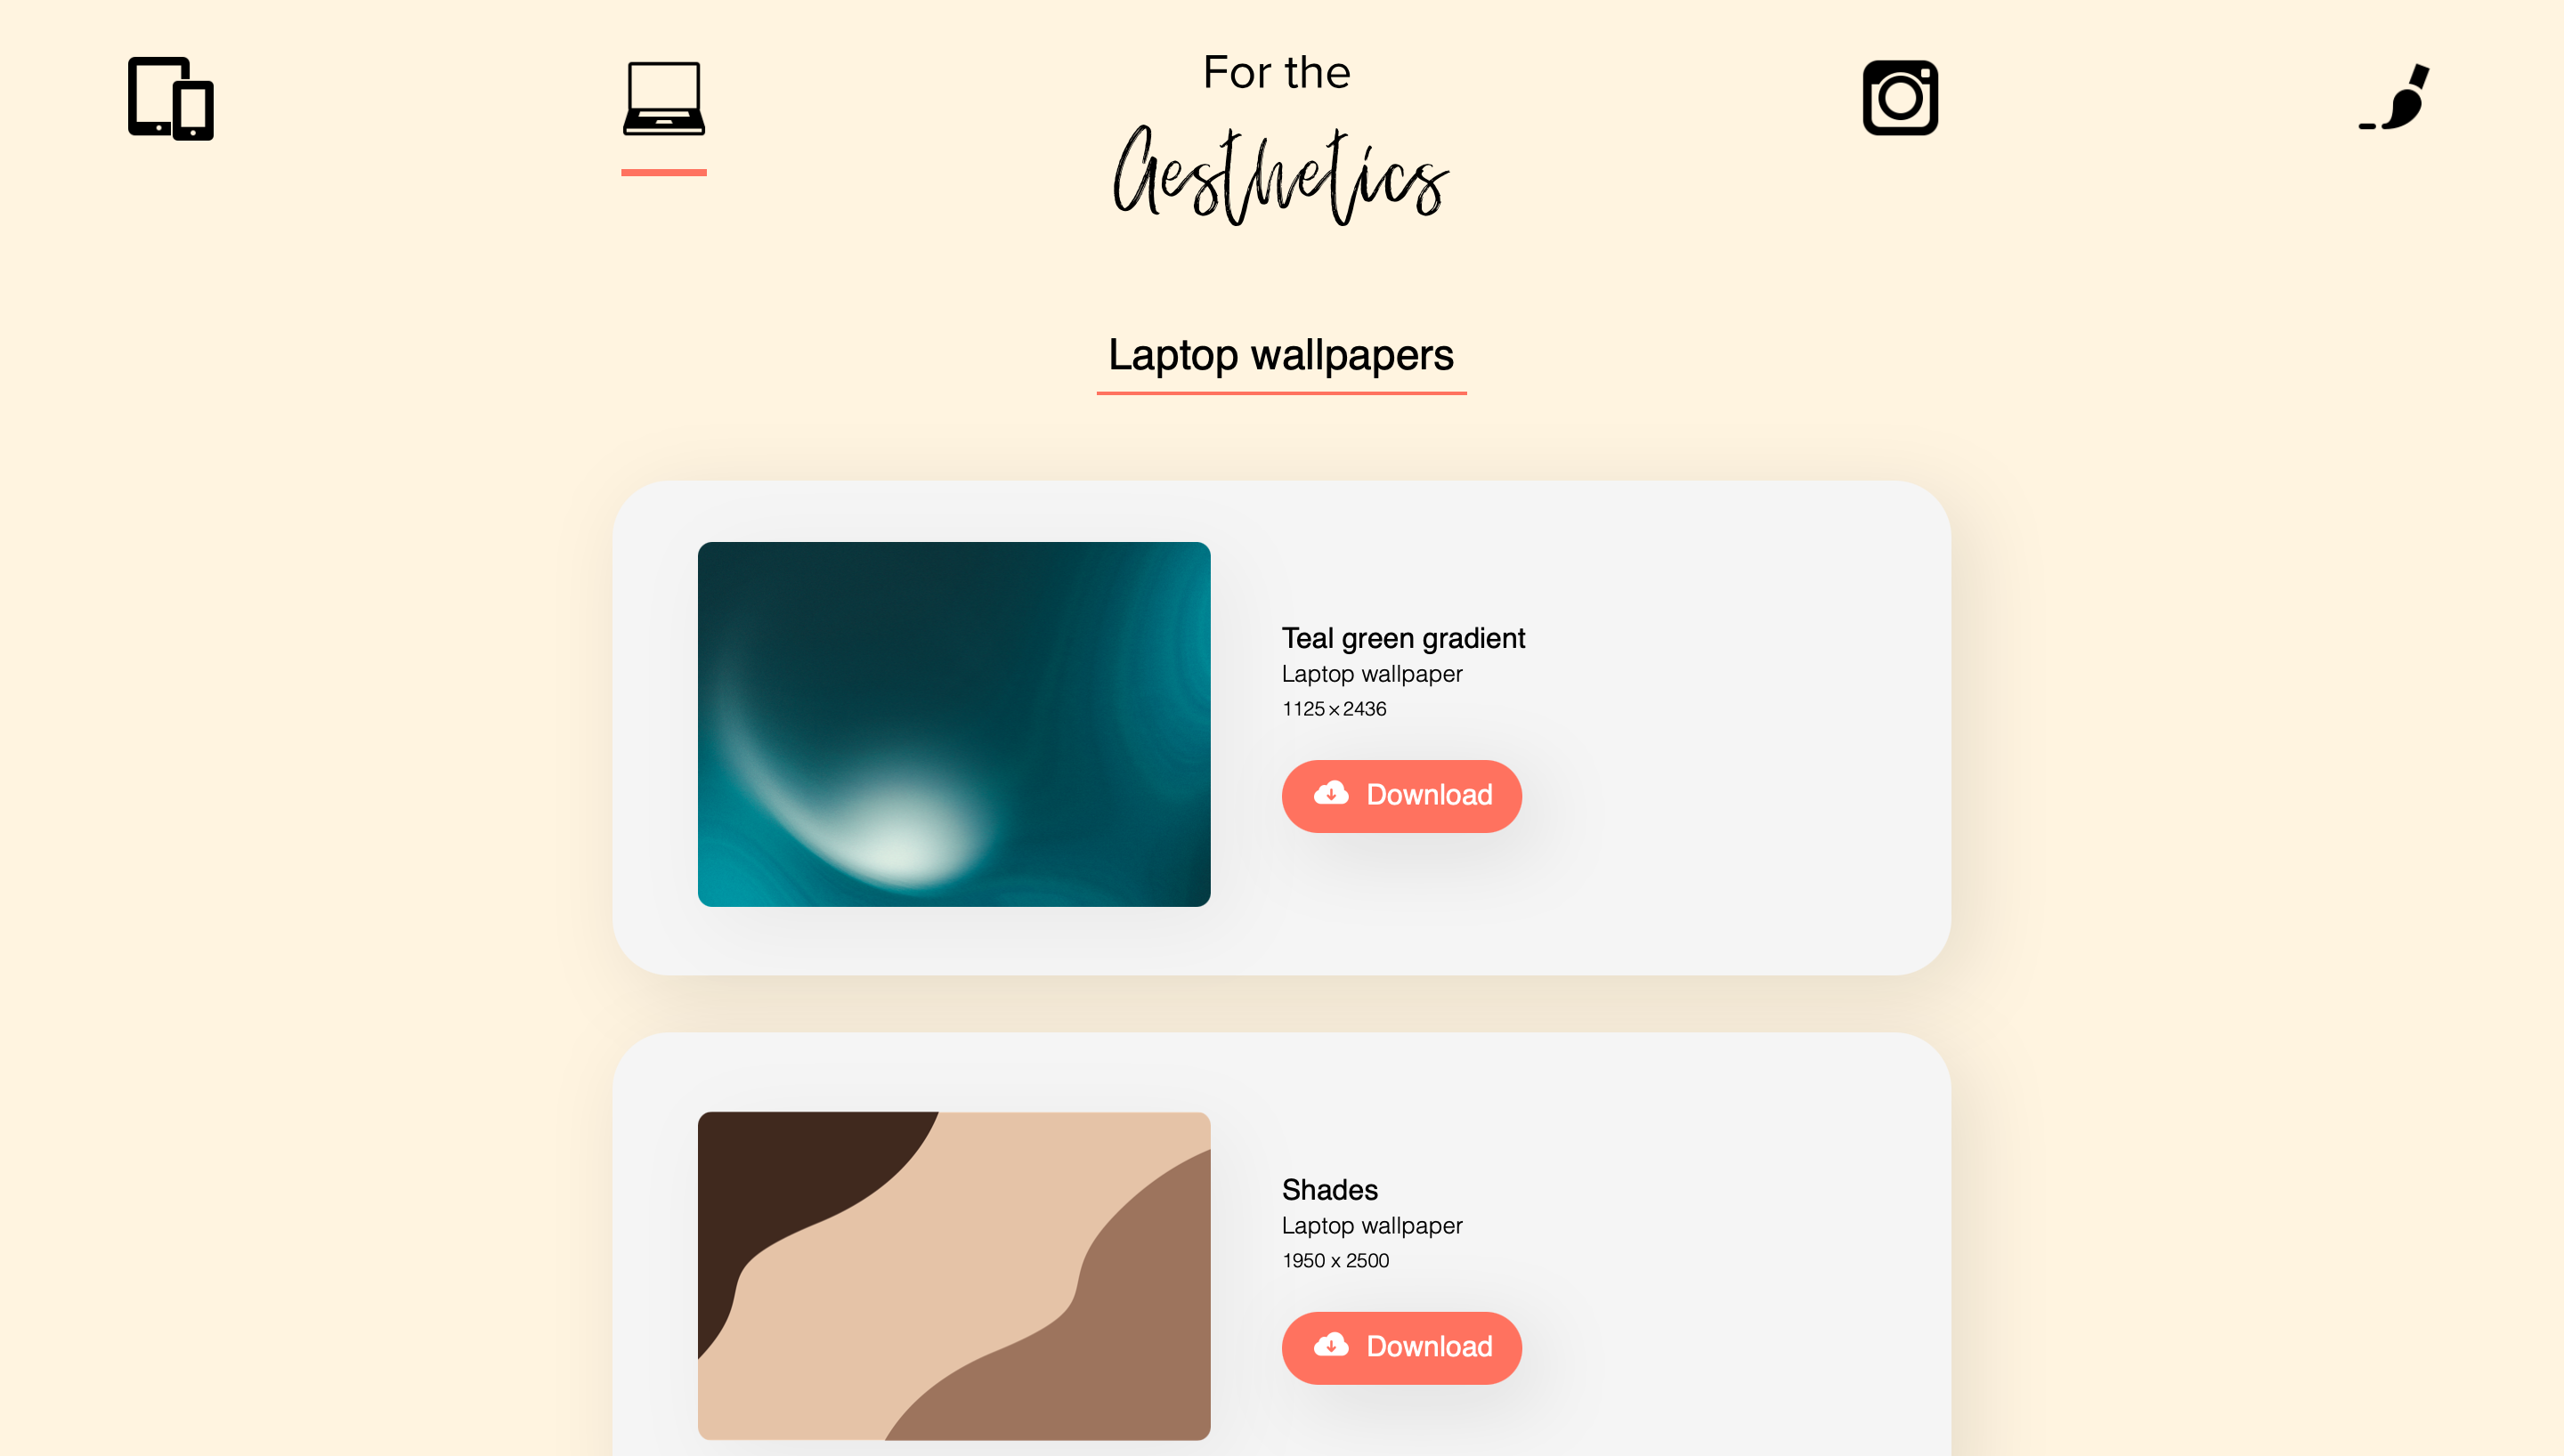 For the
Aesthetics
Laptop wallpapers
Teal green gradient
Laptop wallpaper
1125×2436
Download
Shades
Laptop wallpaper
1950 x 2500
Download